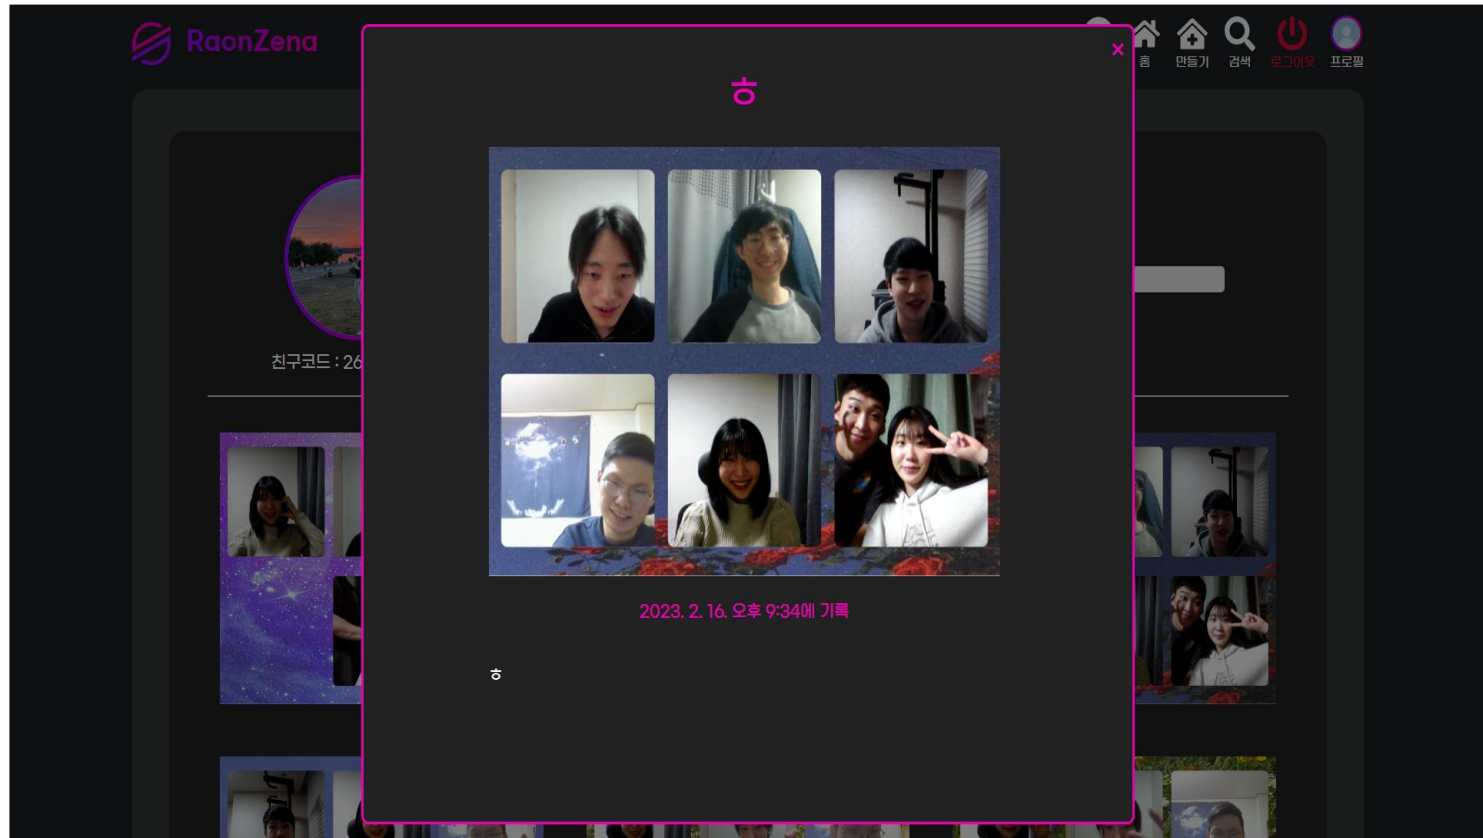 RaonZena
홈
만들기
검색
로그아웃
프로필
×
ㅎ
친구코드 : 26
2023. 2. 16. 오후 9:34에 기록
ㅎ